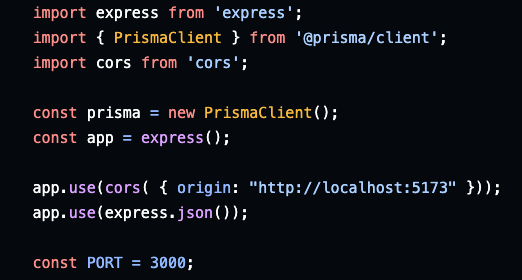 import express from 'express';
import { PrismaClient } from '@prisma/client';
import cors from 'cors';
const prisma = new PrismaClient();
const app = express();
app.use(cors( { origin: "http://localhost:5173" }));
app.use(express.json());
const PORT = 3000;